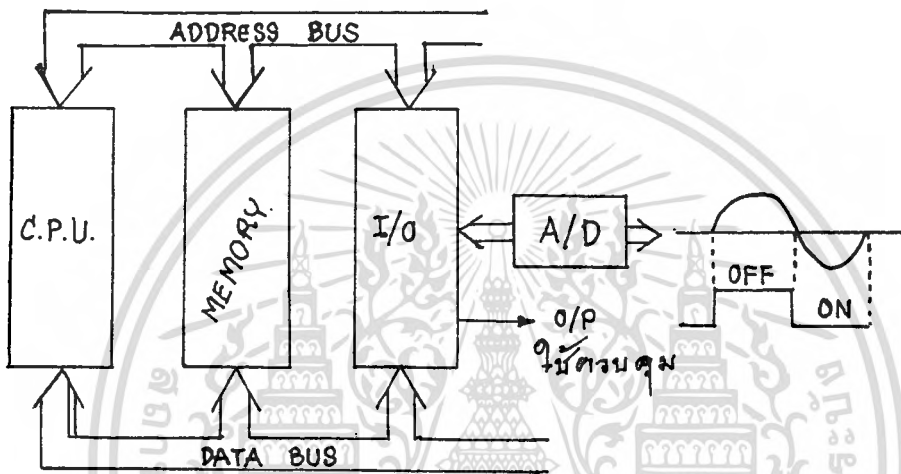 ADDRESS BUS
C.P.U.
MEMORY.
I/O
A/D
OFF
ON
O/P
ใช้ควบคุม
DATA BUS